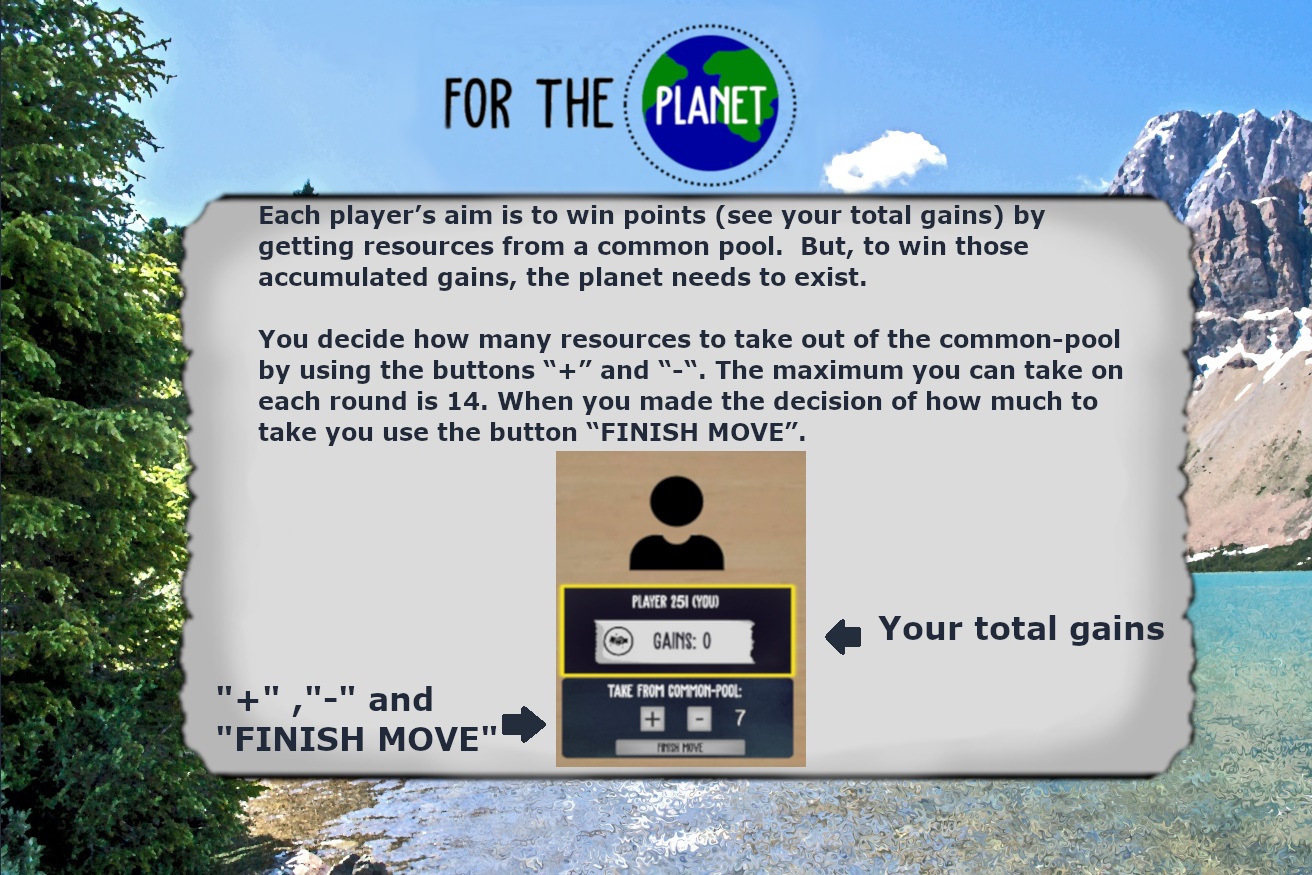 FOR THE PLANET
Each player’s aim is to win points (see your total gains) by
getting resources from a common pool.  But, to win those
accumulated gains, the planet needs to exist.
You decide how many resources to take out of the common-pool
by using the buttons “+” and “-“. The maximum you can take on
each round is 14. When you made the decision of how much to
take you use the button “FINISH MOVE”.
PLAYER 251 (YOU)
GAINS: 0
Your total gains
TAKE FROM COMMON-POOL:
+ - 7
FINISH MOVE
"+" ,"-" and
"FINISH MOVE"